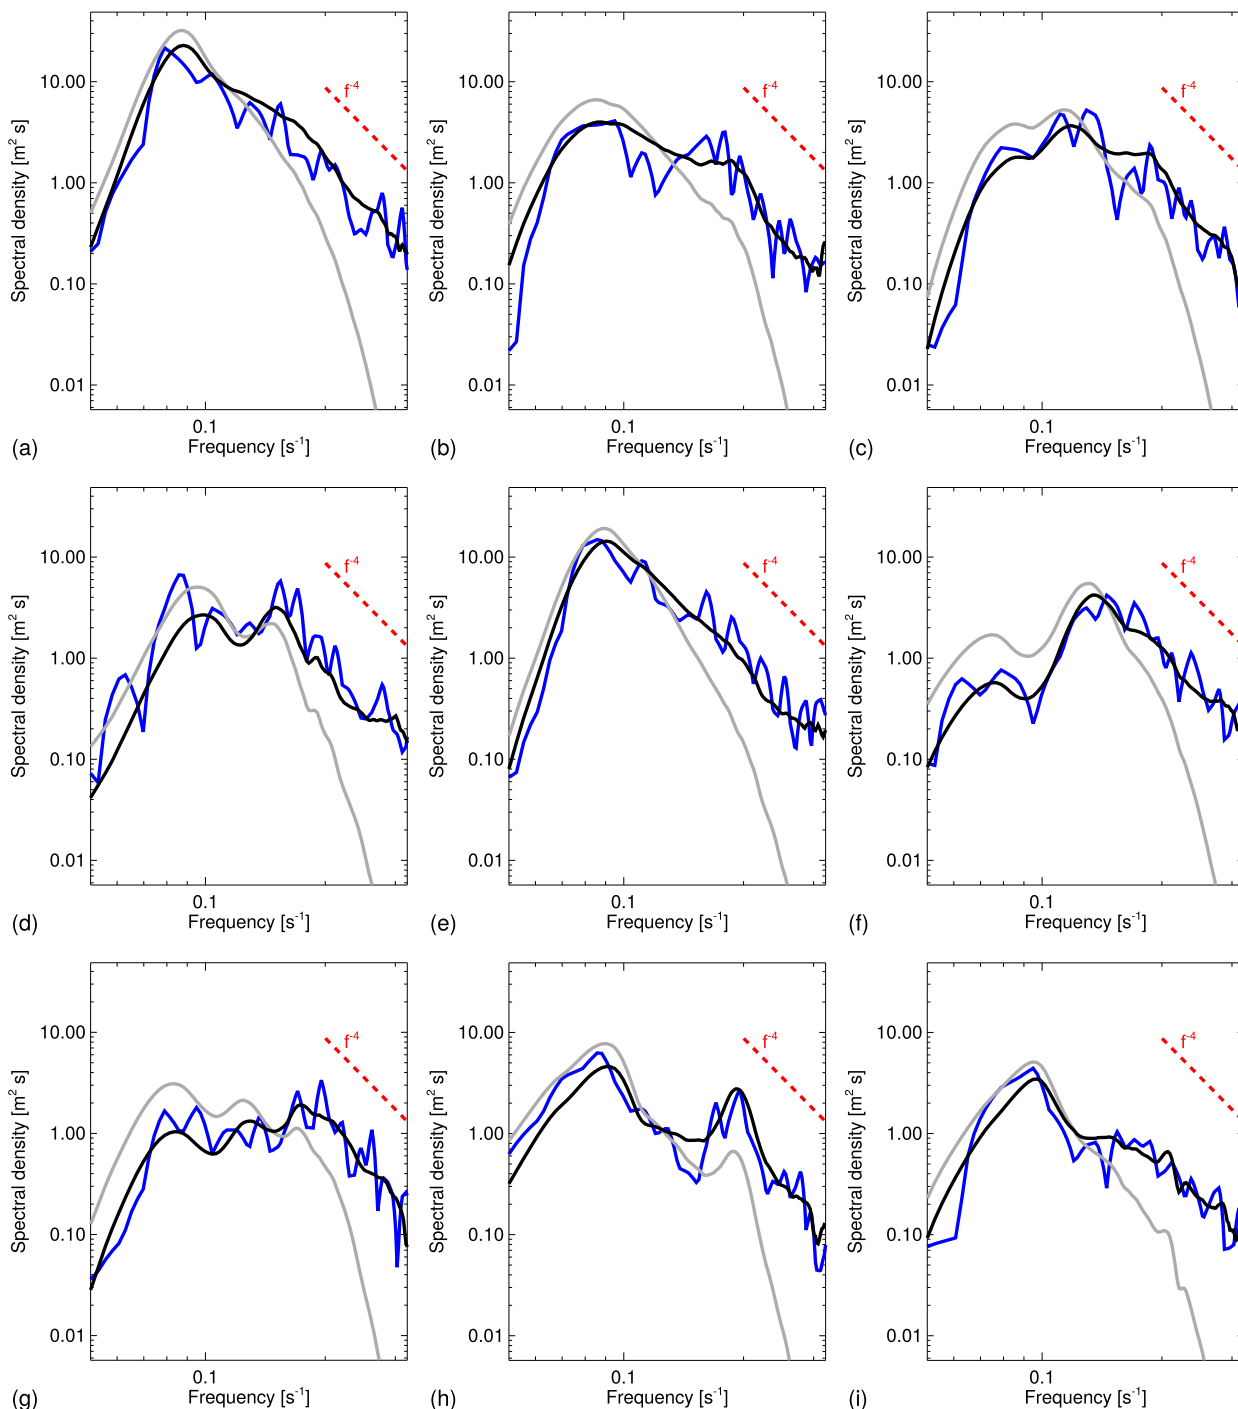 Spectral density [m² s]
10.00
1.00
0.10
0.01
f⁻⁴
0.1
(a) Frequency [s⁻¹]
Spectral density [m² s]
10.00
1.00
0.10
0.01
f⁻⁴
0.1
(b) Frequency [s⁻¹]
Spectral density [m² s]
10.00
1.00
0.10
0.01
f⁻⁴
0.1
(c) Frequency [s⁻¹]
Spectral density [m² s]
10.00
1.00
0.10
0.01
f⁻⁴
0.1
(d) Frequency [s⁻¹]
Spectral density [m² s]
10.00
1.00
0.10
0.01
f⁻⁴
0.1
(e) Frequency [s⁻¹]
Spectral density [m² s]
10.00
1.00
0.10
0.01
f⁻⁴
0.1
(f) Frequency [s⁻¹]
Spectral density [m² s]
10.00
1.00
0.10
0.01
f⁻⁴
0.1
(g) Frequency [s⁻¹]
Spectral density [m² s]
10.00
1.00
0.10
0.01
f⁻⁴
0.1
(h) Frequency [s⁻¹]
Spectral density [m² s]
10.00
1.00
0.10
0.01
f⁻⁴
0.1
(i) Frequency [s⁻¹]